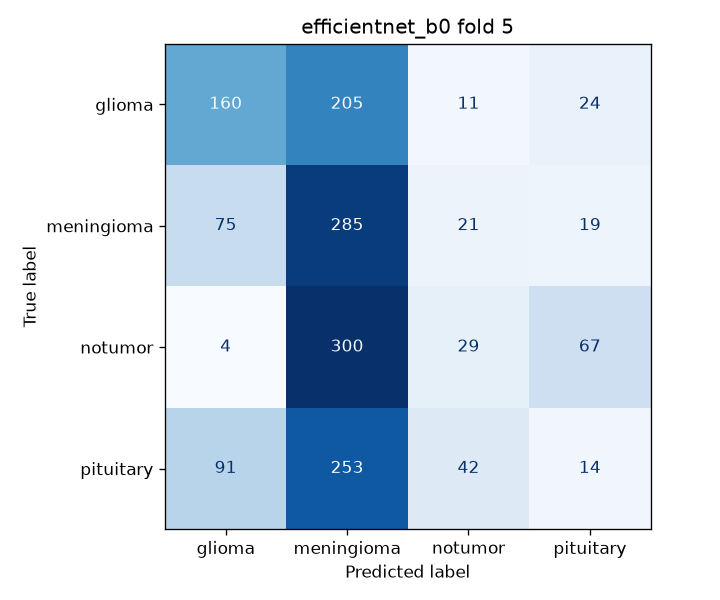 efficientnet_b0 fold 5
glioma 160 205 11 24
meningioma 75 285 21 19
notumor 4 300 29 67
pituitary 91 253 42 14
True label
glioma meningioma notumor pituitary
Predicted label